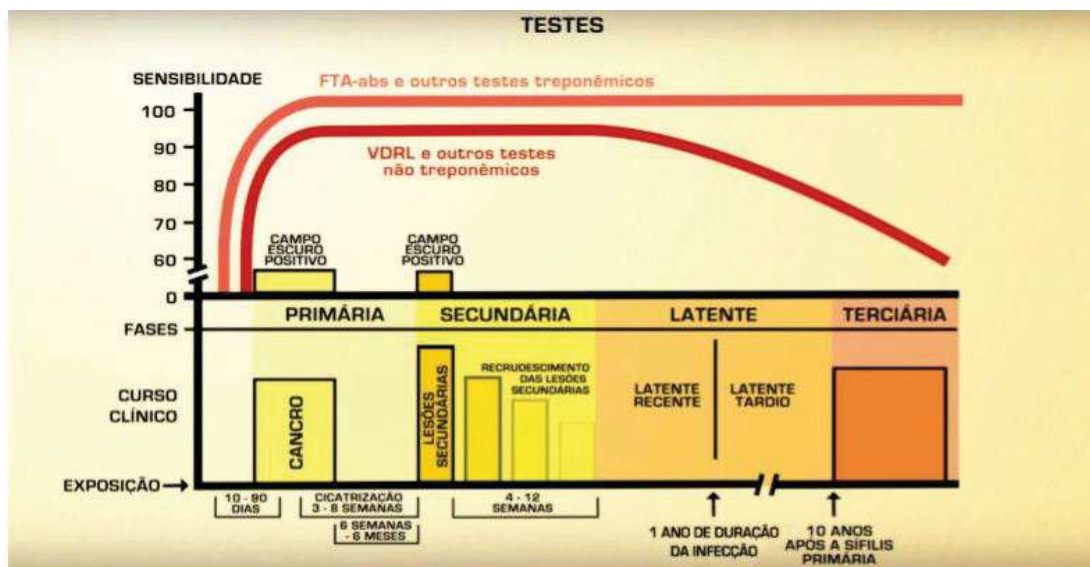 TESTES
SENSIBILIDADE
FTA-abs e outros testes treponêmicos
100
90
VDRL e outros testes
não treponêmicos
80
70
60
0
CAMPO
ESCURO
POSITIVO
CAMPO
ESCURO
POSITIVO
PRIMÁRIA
SECUNDÁRIA
LATENTE
TERCIÁRIA
FASES
CURSO
CLÍNICO
CANCRO
LESÕES
SECUNDÁRIAS
RECRUDESCIMENTO
DAS LESÕES
SECUNDÁRIAS
LATENTE
RECENTE
LATENTE
TARDIO
EXPOSIÇÃO
10 - 90
DIAS
CICATRIZAÇÃO
3 - 8 SEMANAS
6 SEMANAS
- 6 MESES
4 - 12
SEMANAS
1 ANO DE DURAÇÃO
DA INFECÇÃO
10 ANOS
APÓS A SÍFILIS
PRIMÁRIA